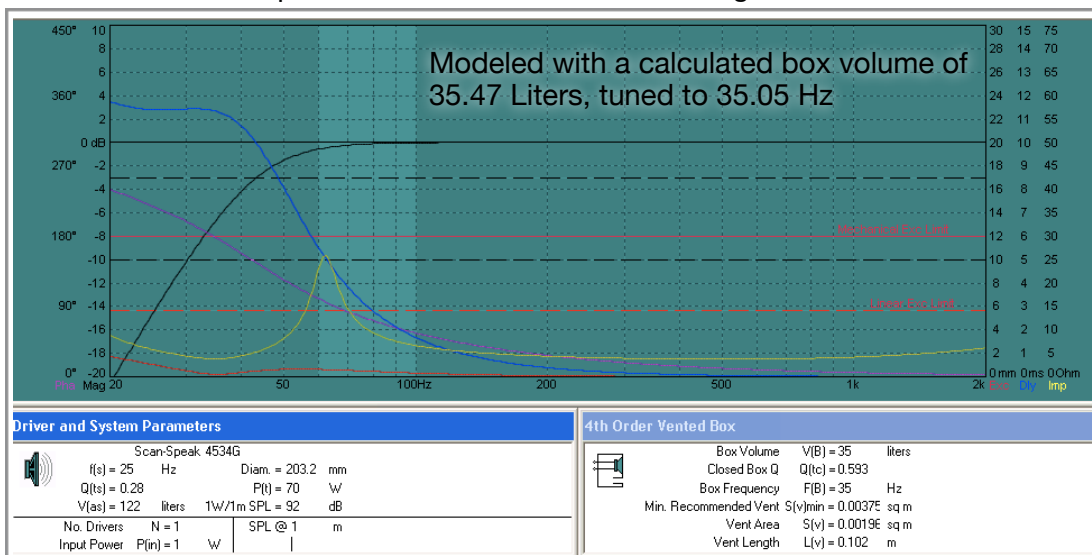 450° 10 30 15 75
8 28 14 70
6 26 13 65
360° 4 24 12 60
2 22 11 55
0 dB 20 10 50
270° -2 18 9 45
-4 16 8 40
-6 14 7 35
180° -8 12 6 30
-10 10 5 25
-12 8 4 20
90° -14 6 3 15
-16 4 2 10
-18 2 1 5
0° -20 0 mm 0 ms 0 Ohm
Modeled with a calculated box volume of
35.47 Liters, tuned to 35.05 Hz
Mag 20 50 100Hz 200 500 1k 2k Dly Imp
Driver and System Parameters
Scan-Speak 4534G
f(s) = 25 Hz Diam. = 203.2 mm
Q(ts) = 0.28 P(t) = 70 W
V(as) = 122 liters 1W/1m SPL = 92 dB
No. Drivers N = 1 SPL @ 1 m
Input Power P(in) = 1 W
4th Order Vented Box
Box Volume V(B) = 35 liters
Closed Box Q Q(tc) = 0.593
Box Frequency F(B) = 35 Hz
Min. Recommended Vent S(v)min = 0.00375 sq m
Vent Area S(v) = 0.00196 sq m
Vent Length L(v) = 0.102 m